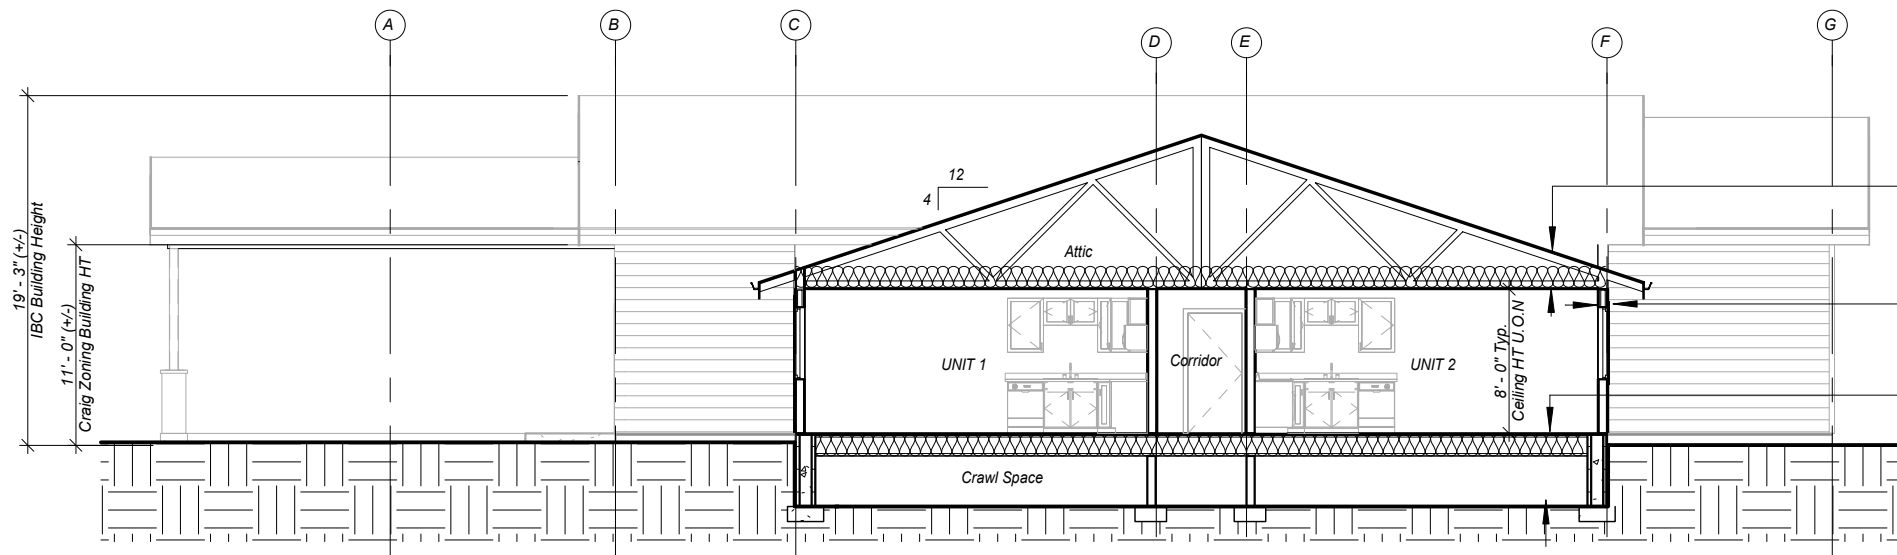 A
B
C
D
E
F
G
19' - 3" (+/-)
IBC Building Height
11' - 0" (+/-)
Craig Zoning Building HT
12
4
Attic
UNIT 1
Corridor
UNIT 2
8' - 0" Typ.
Ceiling HT U.O.N
Crawl Space